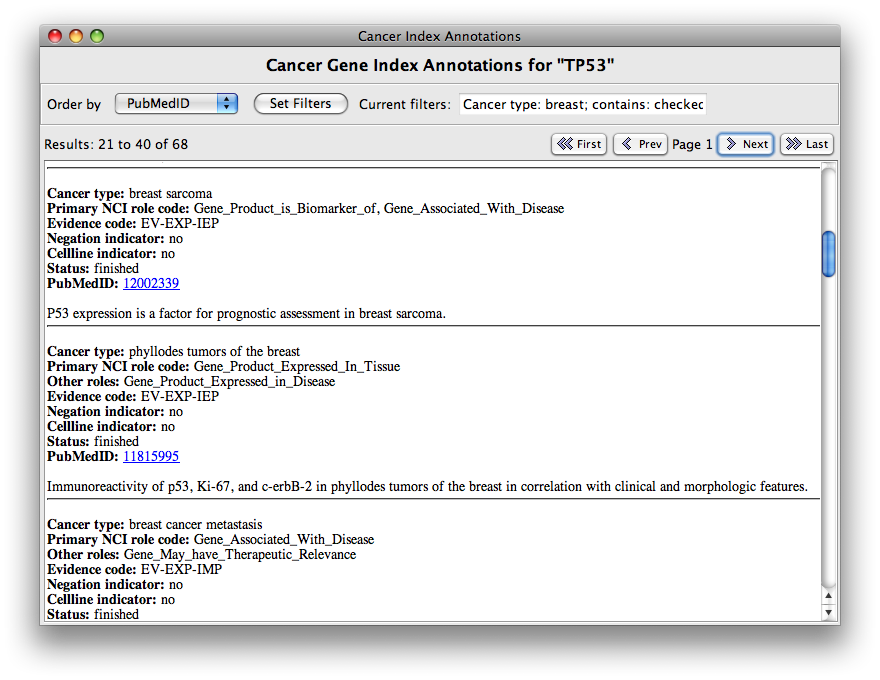 Cancer Index Annotations
Cancer Gene Index Annotations for "TP53"
Order by PubMedID Set Filters Current filters: Cancer type: breast; contains: checked
Results: 21 to 40 of 68 First Prev Page 1 Next Last
Cancer type: breast sarcoma
Primary NCI role code: Gene_Product_is_Biomarker_of, Gene_Associated_With_Disease
Evidence code: EV-EXP-IEP
Negation indicator: no
Cellline indicator: no
Status: finished
PubMedID: 12002339
P53 expression is a factor for prognostic assessment in breast sarcoma.
Cancer type: phyllodes tumors of the breast
Primary NCI role code: Gene_Product_Expressed_In_Tissue
Other roles: Gene_Product_Expressed_in_Disease
Evidence code: EV-EXP-IEP
Negation indicator: no
Cellline indicator: no
Status: finished
PubMedID: 11815995
Immunoreactivity of p53, Ki-67, and c-erbB-2 in phyllodes tumors of the breast in correlation with clinical and morphologic features.
Cancer type: breast cancer metastasis
Primary NCI role code: Gene_Associated_With_Disease
Other roles: Gene_May_have_Therapeutic_Relevance
Evidence code: EV-EXP-IMP
Negation indicator: no
Cellline indicator: no
Status: finished